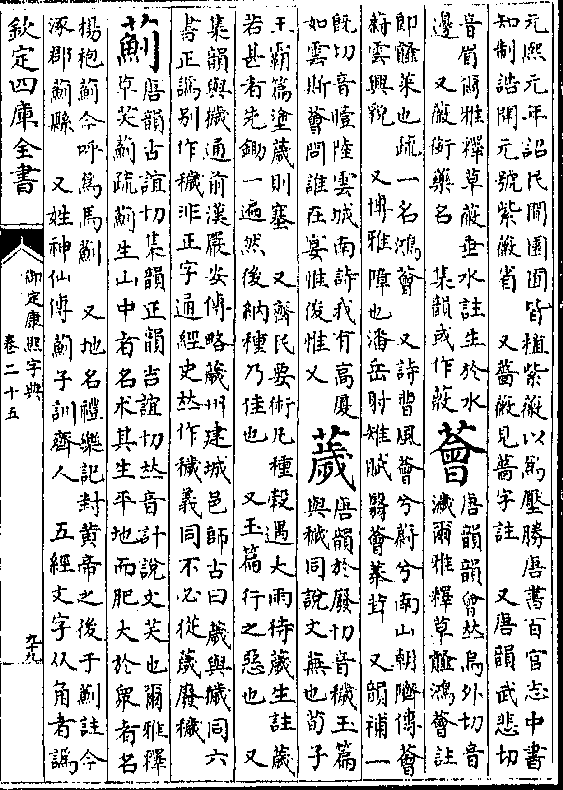 元熙元年詔民間園囿皆植紫薇以為壓勝唐書百官志中書
知制誥開元號紫薇省 又薔薇見薔字註 又唐韻武悲切
音眉爾雅釋草薇垂水註生於水
邊 又薇銜藥名 集韻或作薇
薈
唐韻韻會𠀤烏外切音
濊爾雅釋草𧅭鴻薈註
即𧅭菜也疏一名鴻薈 又詩曹風薈兮蔚兮南山朝隮傳薈
蔚雲興貌 又博雅障也潘岳射雉賦翳薈菶茸 又韻補一
既切音陸雲城南詩我有高廈
如雲斯薈問誰在宴惟俊惟乂
薉
唐韻於廢切音穢玉篇
與穢同說文蕪也荀子
王霸篇塗薉則塞 又齊民要術凡種穀遇大雨待薉生註薉
若甚者先鋤一遍然後納種乃佳也 又玉篇行之惡也 又
集韻與穢通前漢嚴安傳略薉州建城邑師古曰薉與穢同六
書正譌別作穢非正字通經史𠀤作穢義同不必從薉廢穢
薊
唐韻古誼切集韻正韻吉誼切𠀤音計說文芺也爾雅釋
草芺薊疏薊生山中者名朮其生平地而肥大於衆者名
楊枹薊今呼為馬薊 又地名禮樂記封黃帝之後于薊註今
涿郡薊縣 又姓神仙傳薊子訓齊人 五經文字从角者譌
欽定四庫全書
御定康熙字典
卷二十五
九十九